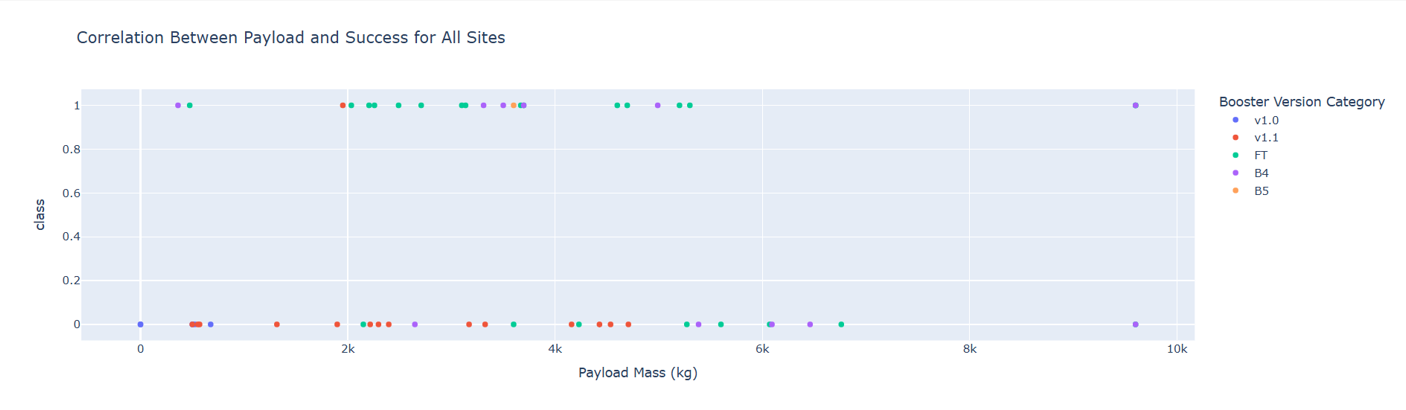 Correlation Between Payload and Success for All Sites
Booster Version Category
v1.0
v1.1
FT
B4
B5
class
1
0.8
0.6
0.4
0.2
0
0 2k 4k 6k 8k 10k
Payload Mass (kg)